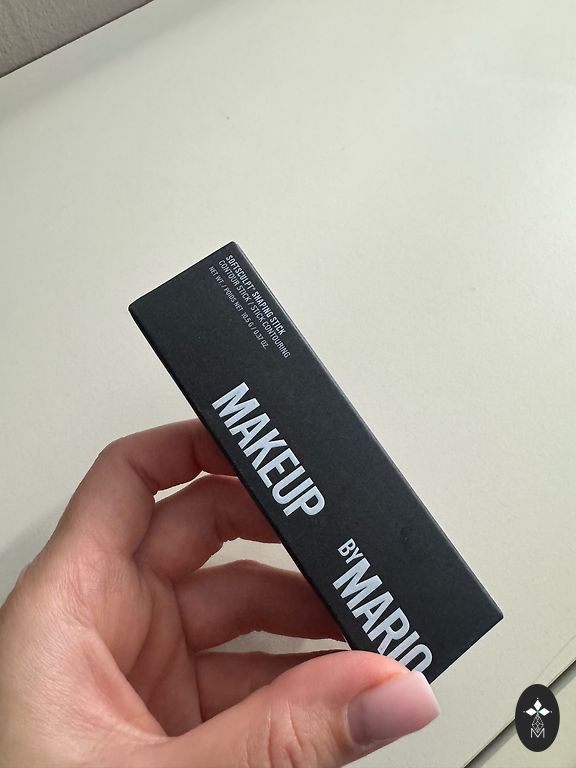 SOFTSCULPT® SHAPING STICK
CONTOUR STICK / STICK CONTOURING
NET WT. / POIDS NET 10.5 g / 0.37 OZ.
MAKEUP
BY MARIO
M